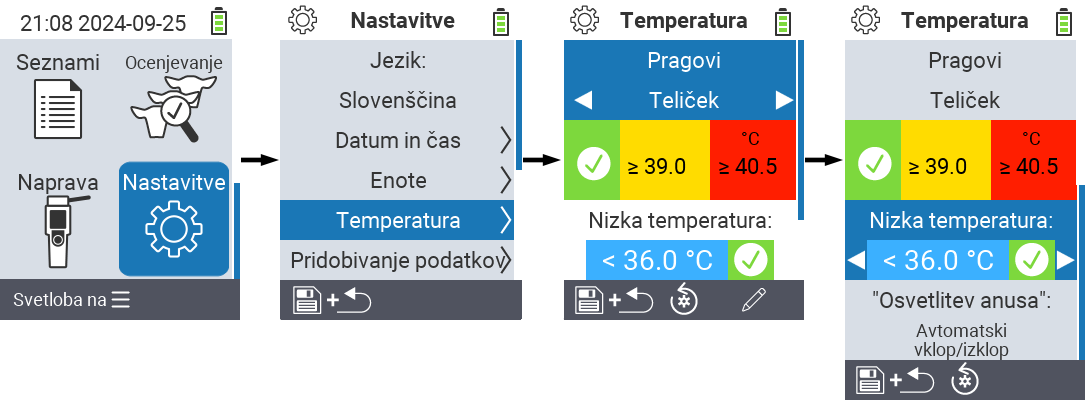 21:08 2024-09-25
Seznami
Ocenjevanje
Naprava
Nastavitve
Svetloba na
Nastavitve
Jezik:
Slovenščina
Datum in čas
Enote
Temperatura
Pridobivanje podatkov
+
Temperatura
Pragovi
Teliček
°C
≥ 39.0
≥ 40.5
Nizka temperatura:
< 36.0 °C
+
Temperatura
Pragovi
Teliček
°C
≥ 39.0
≥ 40.5
Nizka temperatura:
< 36.0 °C
"Osvetlitev anusa":
Avtomatski
vklop/izklop
+